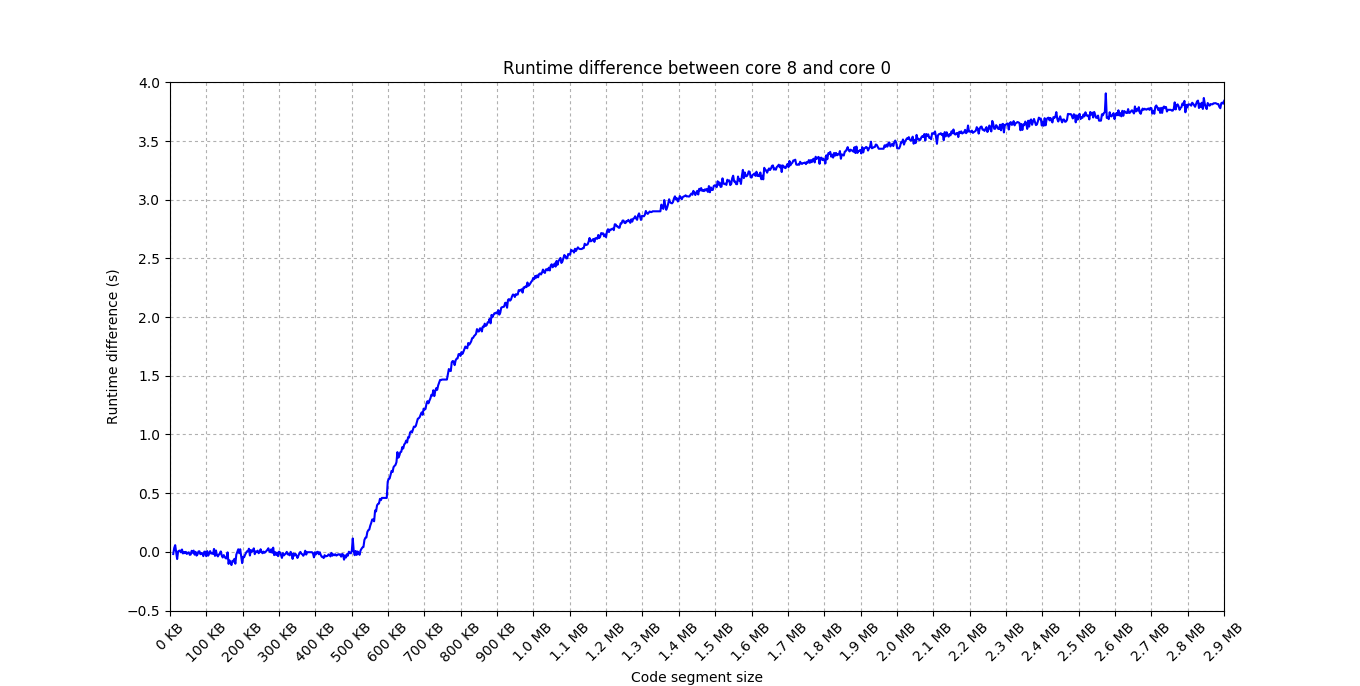 Runtime difference between core 8 and core 0
4.0
3.5
3.0
2.5
2.0
1.5
1.0
0.5
0.0
−0.5
Runtime difference (s)
0 KB
100 KB
200 KB
300 KB
400 KB
500 KB
600 KB
700 KB
800 KB
900 KB
1.0 MB
1.1 MB
1.2 MB
1.3 MB
1.4 MB
1.5 MB
1.6 MB
1.7 MB
1.8 MB
1.9 MB
2.0 MB
2.1 MB
2.2 MB
2.3 MB
2.4 MB
2.5 MB
2.6 MB
2.7 MB
2.8 MB
2.9 MB
Code segment size